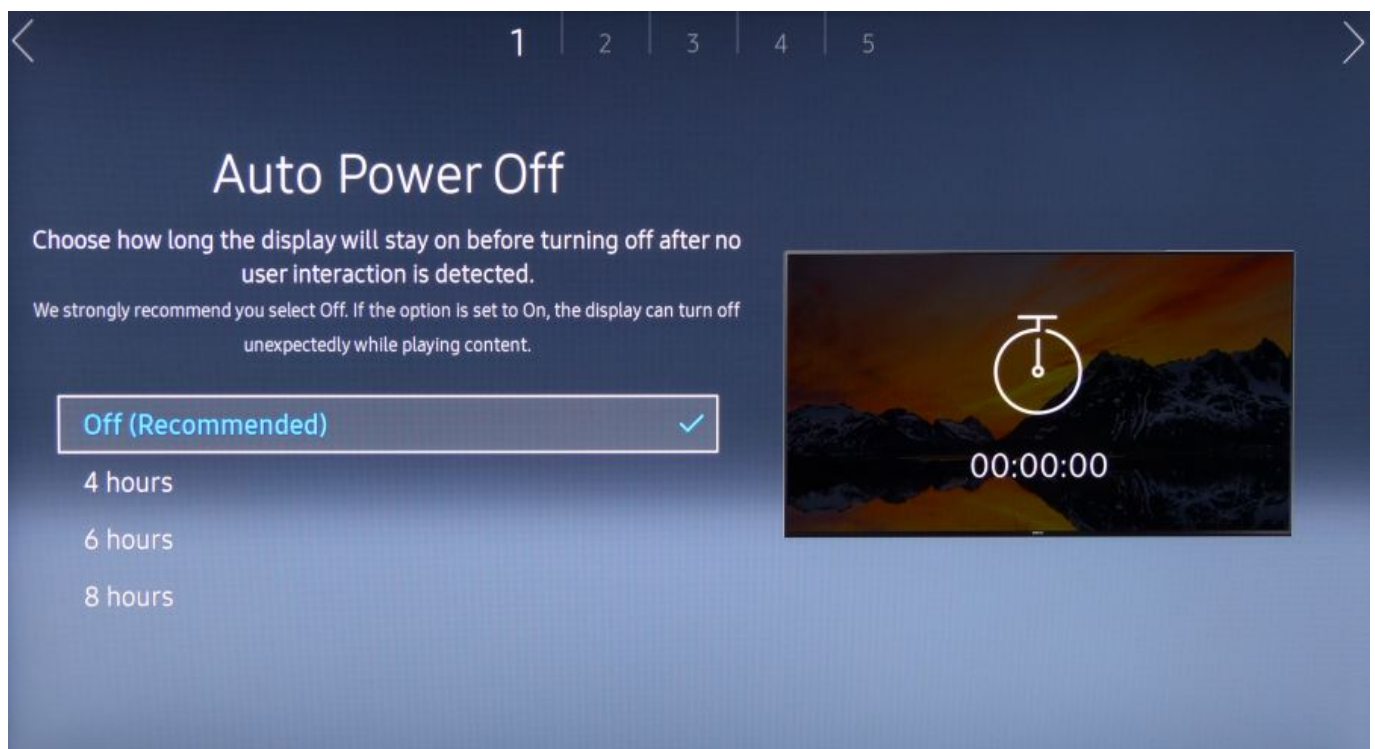 1 2 3 4 5
Auto Power Off
Choose how long the display will stay on before turning off after no
user interaction is detected.
We strongly recommend you select Off. If the option is set to On, the display can turn off
unexpectedly while playing content.
Off (Recommended)
4 hours
6 hours
8 hours
00:00:00